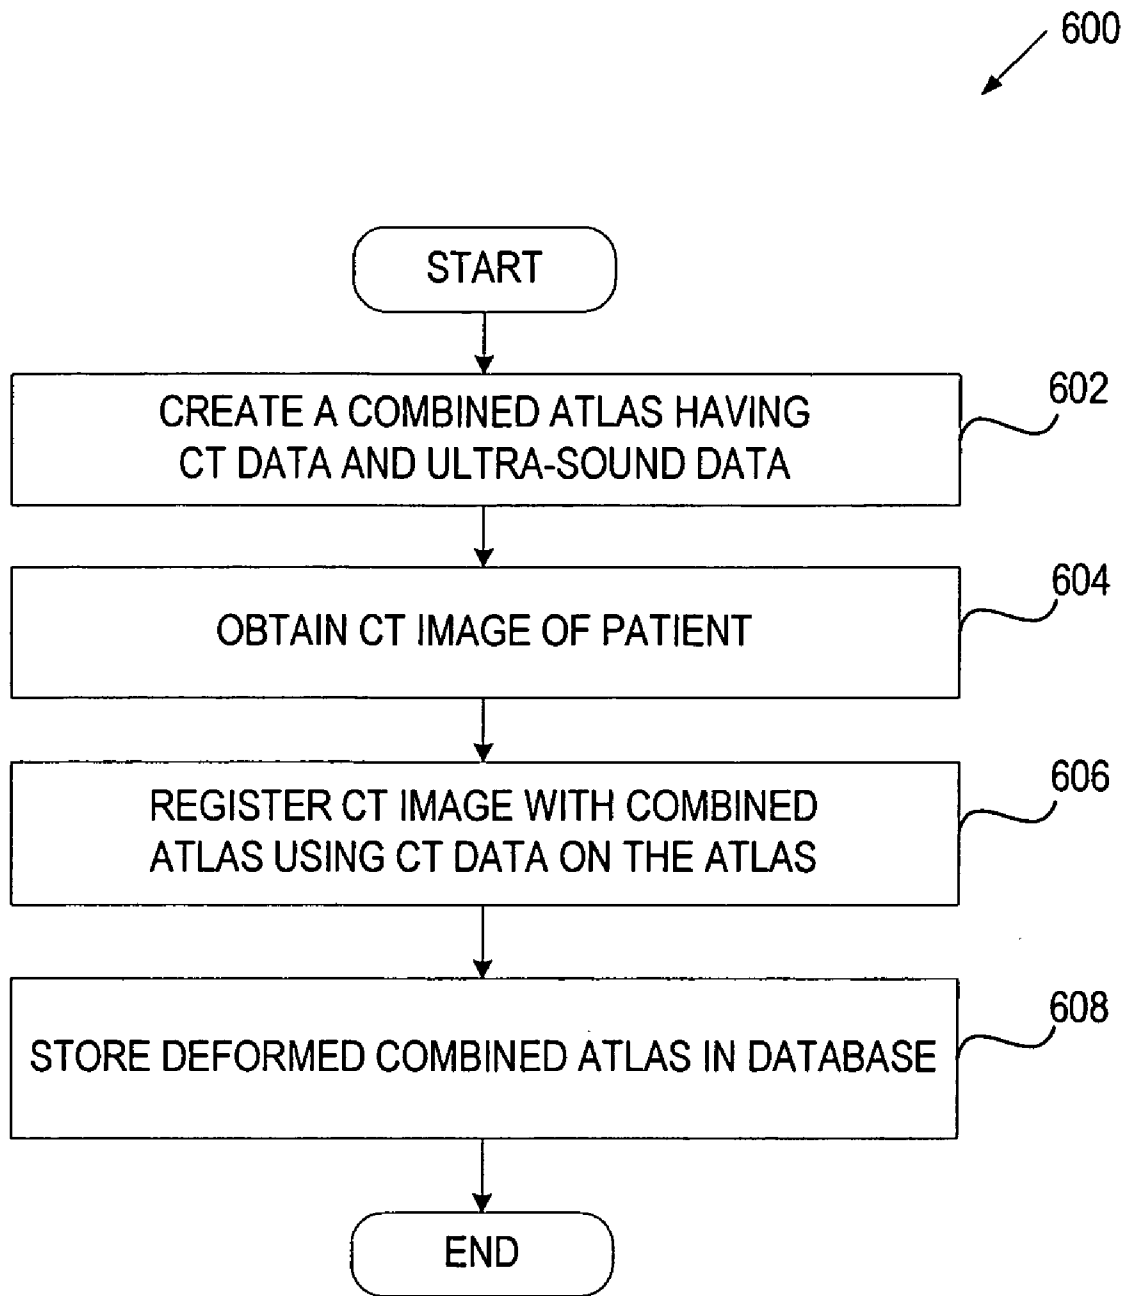 600
START
CREATE A COMBINED ATLAS HAVING
CT DATA AND ULTRA-SOUND DATA
602
OBTAIN CT IMAGE OF PATIENT
604
REGISTER CT IMAGE WITH COMBINED
ATLAS USING CT DATA ON THE ATLAS
606
STORE DEFORMED COMBINED ATLAS IN DATABASE
608
END